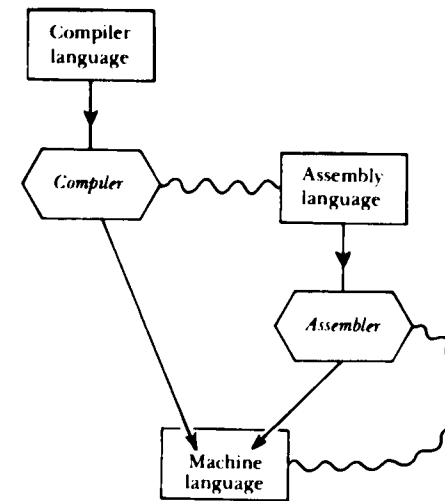 Compiler
language
Compiler
Assembly
language
Assembler
Machine
language